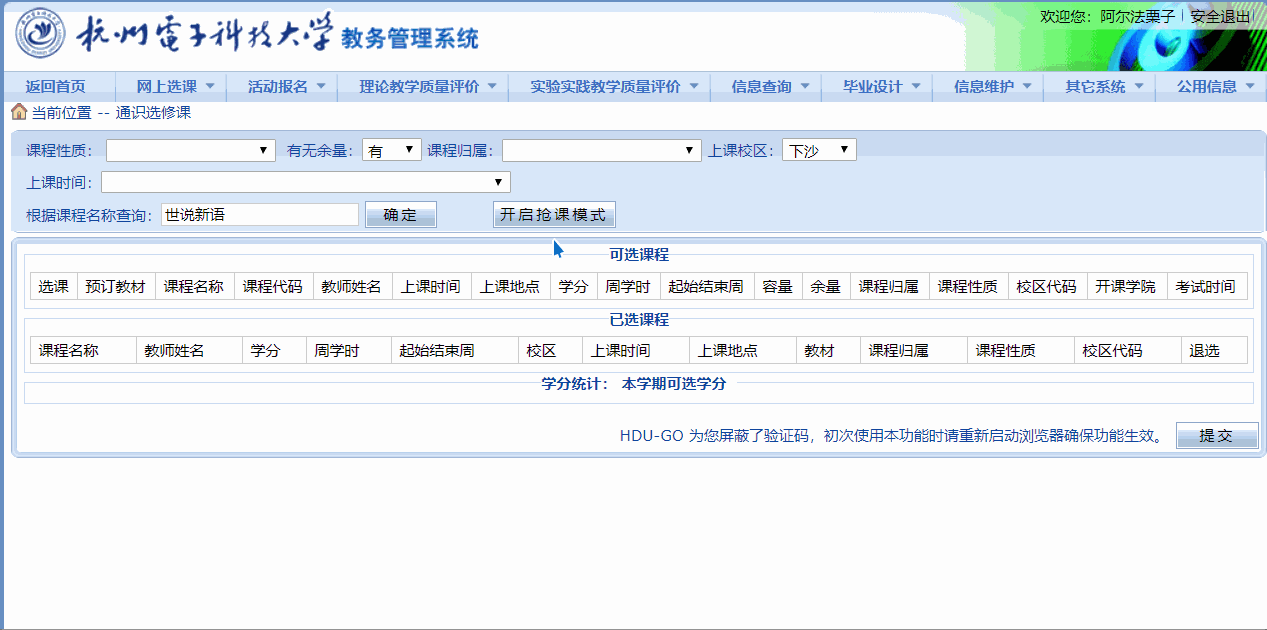 杭州電子科技大学 教务管理系统
欢迎您：阿尔法栗子 | 安全退出
返回首页 网上选课 活动报名 理论教学质量评价 实验实践教学质量评价 信息查询 毕业设计 信息维护 其它系统 公用信息
当前位置 -- 通识选修课
课程性质： 有无余量：有 课程归属： 上课校区：下沙
上课时间：
根据课程名称查询：世说新语 确定 开启抢课模式
可选课程
选课 预订教材 课程名称 课程代码 教师姓名 上课时间 上课地点 学分 周学时 起始结束周 容量 余量 课程归属 课程性质 校区代码 开课学院 考试时间
已选课程
课程名称 教师姓名 学分 周学时 起始结束周 校区 上课时间 上课地点 教材 课程归属 课程性质 校区代码 退选
学分统计： 本学期可选学分
HDU-GO 为您屏蔽了验证码，初次使用本功能时请重新启动浏览器确保功能生效。 提交